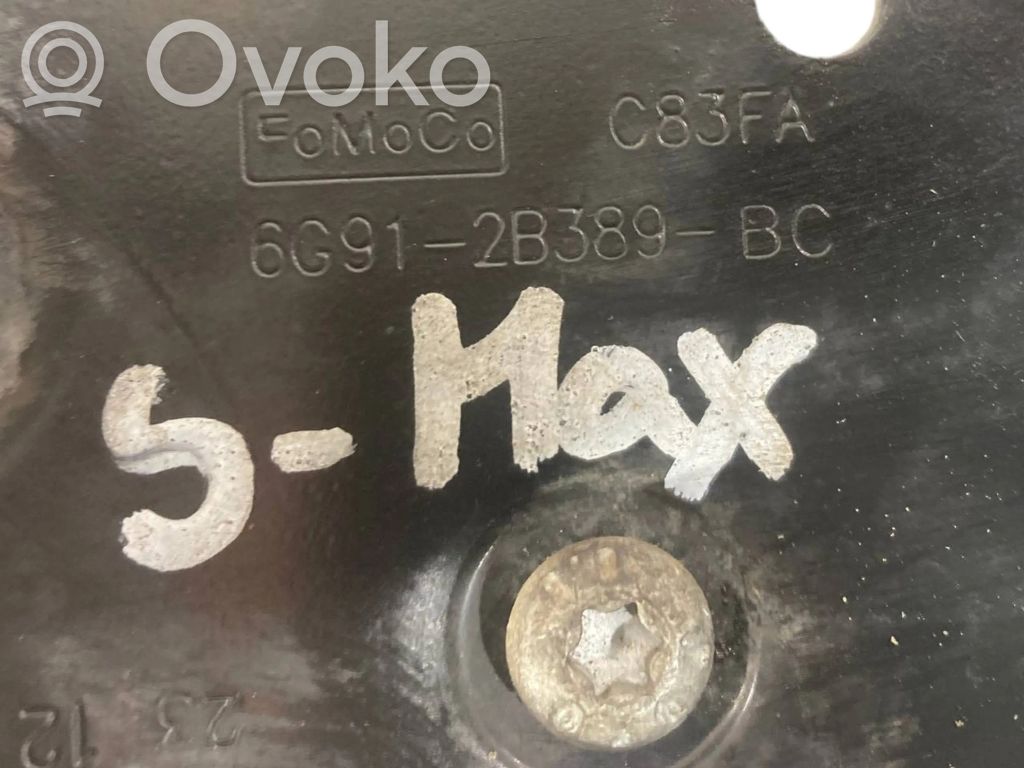 Ovoko
FoMoCo C83FA
6G91-2B389-BC
S-Max
23
12